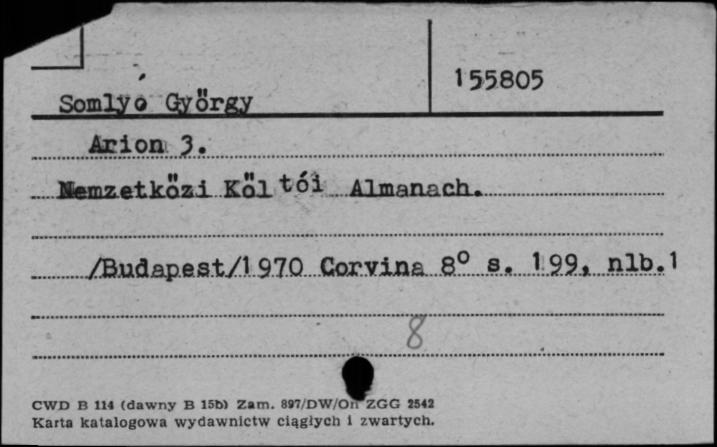 155805
Somlyó György
Arion 3.
Nemzetközi Költói Almanach.
/Budapest/1970 Corvina 8° s. 199, nlb.1
8
CWD B 114 (dawny B 15b) Zam. 897/DW/On ZGG 2542
Karta katalogowa wydawnictw ciągłych i zwartych.